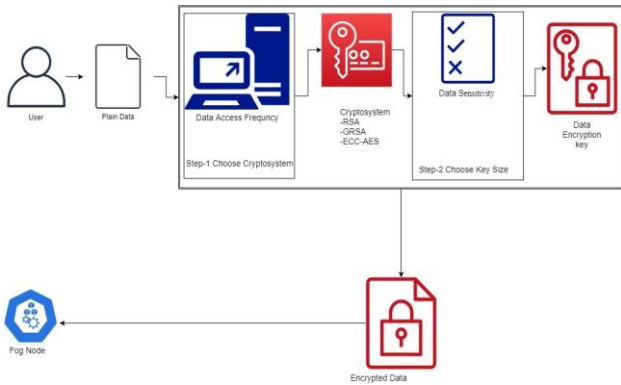 User
Plain Data
Data Access Frequncy
Step-1 Choose Cryptosystem
Cryptosystem
-RSA
-GRSA
-ECC-AES
Data Sensitivity
Step-2 Choose Key Size
Data
Encryption
key
Fog Node
Encrypted Data